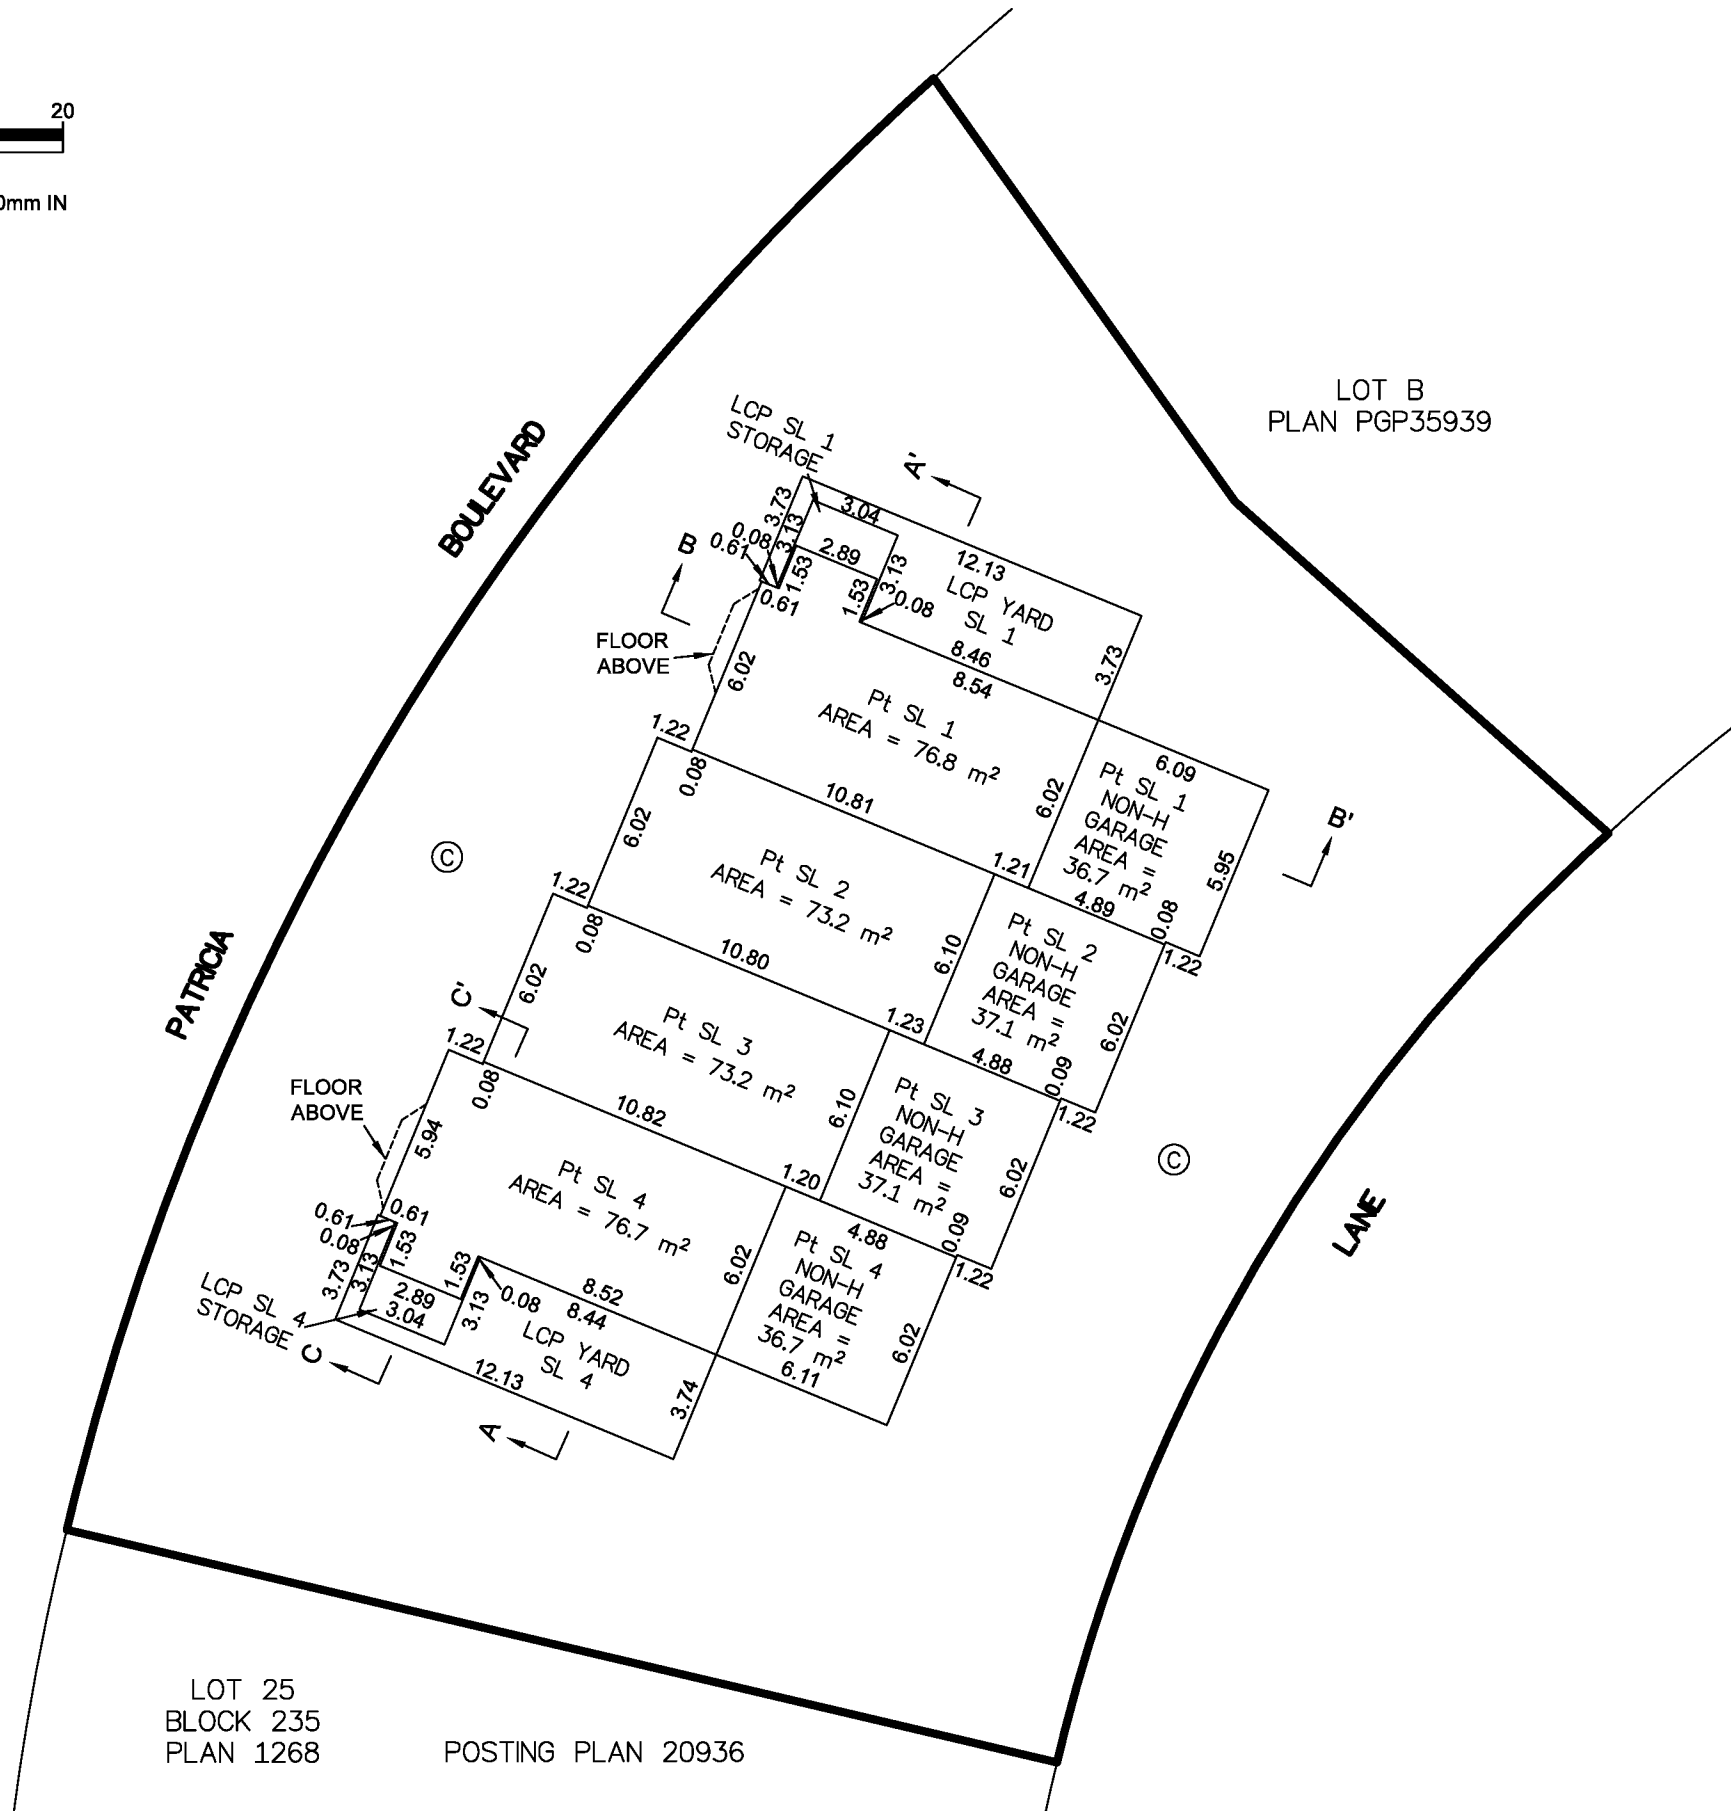 20
0mm IN
LOT B
PLAN PGP35939
BOULEVARD
PATRICIA
LANE
LCP SL 1
STORAGE
A'
B
3.73
3.13
3.04
0.08
0.61
2.89
1.53
0.61
1.53
3.13
0.08
12.13
LCP YARD
SL 1
8.46
8.54
3.73
FLOOR
ABOVE
6.02
Pt SL 1
AREA = 76.8 m²
6.02
6.09
Pt SL 1
NON-H
GARAGE
AREA =
36.7 m²
5.95
B'
1.22
0.08
10.81
1.21
4.89
0.08
1.22
6.02
Pt SL 2
AREA = 73.2 m²
6.10
Pt SL 2
NON-H
GARAGE
AREA =
37.1 m²
6.02
C
1.22
0.08
10.80
1.23
4.88
0.09
1.22
6.02
C'
Pt SL 3
AREA = 73.2 m²
6.10
Pt SL 3
NON-H
GARAGE
AREA =
37.1 m²
6.02
C
1.22
0.08
10.82
1.20
4.88
0.09
1.22
FLOOR
ABOVE
5.94
Pt SL 4
AREA = 76.7 m²
6.02
Pt SL 4
NON-H
GARAGE
AREA =
36.7 m²
6.02
6.11
0.61
0.61
0.08
1.53
1.53
3.73
3.13
2.89
3.04
3.13
0.08
8.52
8.44
LCP YARD
SL 4
12.13
3.74
LCP SL 4
STORAGE
C
A
LOT 25
BLOCK 235
PLAN 1268
POSTING PLAN 20936